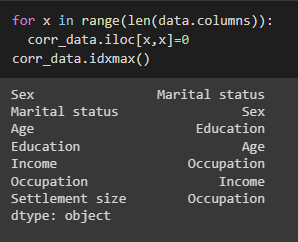 for x in range(len(data.columns)):
  corr_data.iloc[x,x]=0
corr_data.idxmax()
Sex                Marital status
Marital status                Sex
Age                     Education
Education                     Age
Income                 Occupation
Occupation                 Income
Settlement size        Occupation
dtype: object